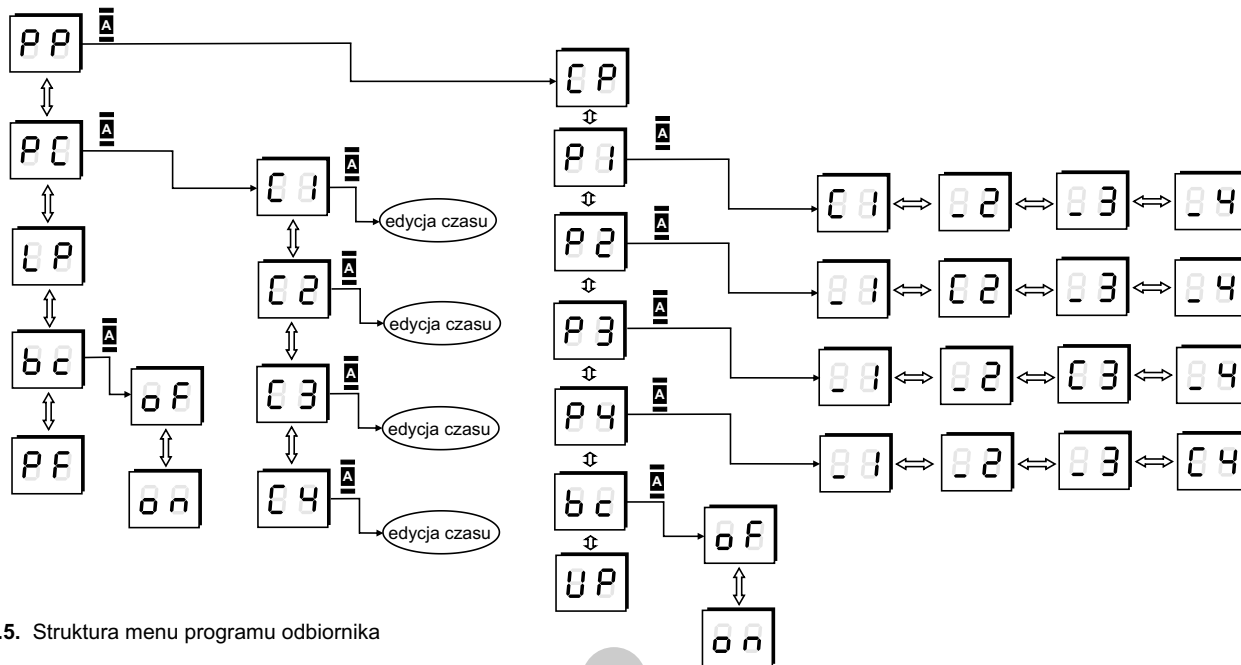 PP A
CP
PC A
P1 A
C1 A
C1 _2 _3 _4
edycja czasu
LP
P2 A
C2 A
_1 C2 _3 _4
edycja czasu
bc A
P3 A
oF
C3 A
_1 _2 C3 _4
edycja czasu
P4 A
PF
on
C4 A
_1 _2 _3 C4
edycja czasu
bc A
oF
UP
on
.5. Struktura menu programu odbiornika